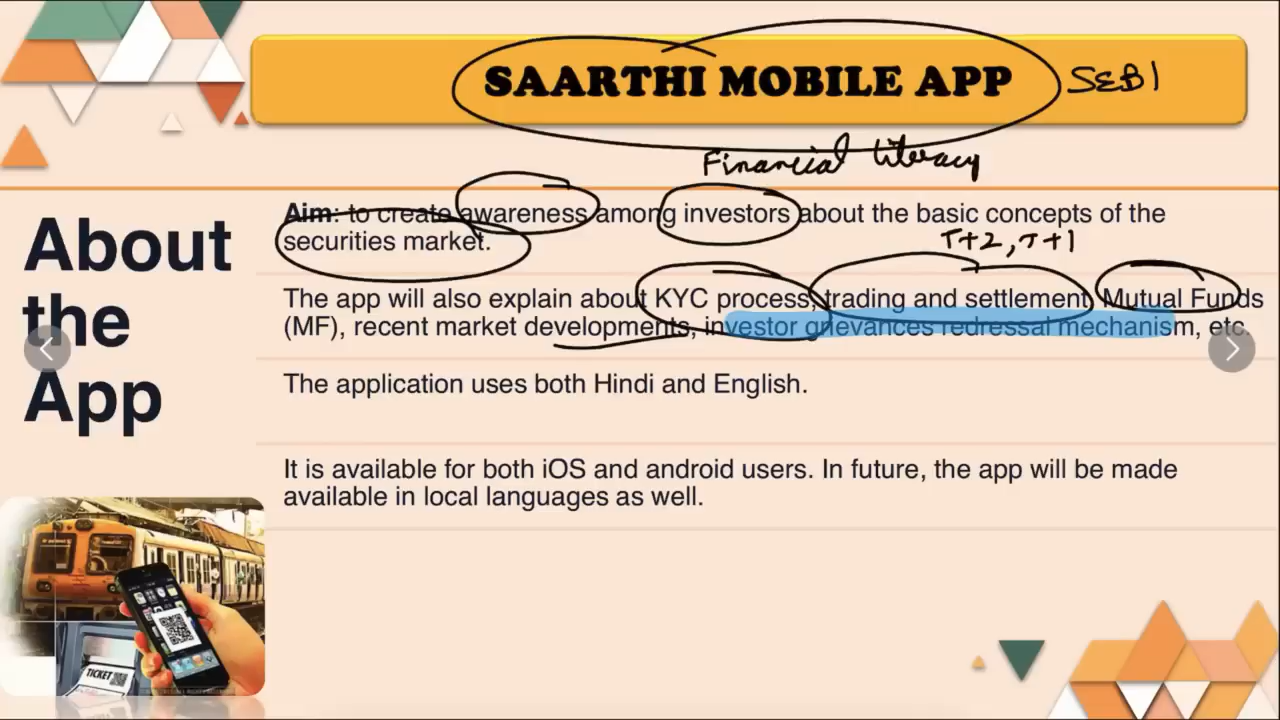 SAARTHI MOBILE APP SEBI
Financial literacy
About
the
App
Aim: to create awareness among investors about the basic concepts of the
securities market.
T+2, T+1
The app will also explain about KYC process, trading and settlement, Mutual Funds
(MF), recent market developments, investor grievances redressal mechanism, etc.
The application uses both Hindi and English.
It is available for both iOS and android users. In future, the app will be made
available in local languages as well.
TICKET